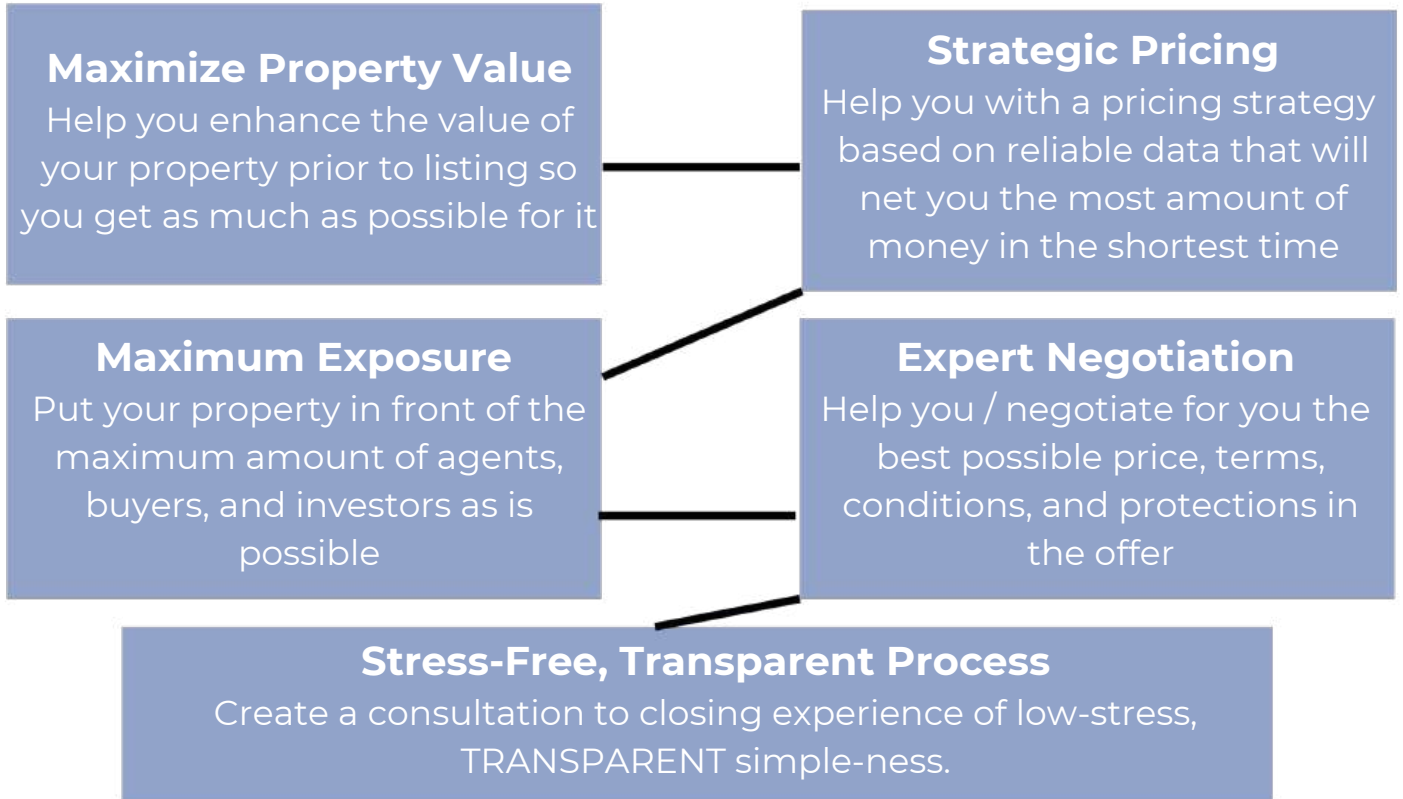 Maximize Property Value
Help you enhance the value of
your property prior to listing so
you get as much as possible for it
Strategic Pricing
Help you with a pricing strategy
based on reliable data that will
net you the most amount of
money in the shortest time
Maximum Exposure
Put your property in front of the
maximum amount of agents,
buyers, and investors as is
possible
Expert Negotiation
Help you / negotiate for you the
best possible price, terms,
conditions, and protections in
the offer
Stress-Free, Transparent Process
Create a consultation to closing experience of low-stress,
TRANSPARENT simple-ness.